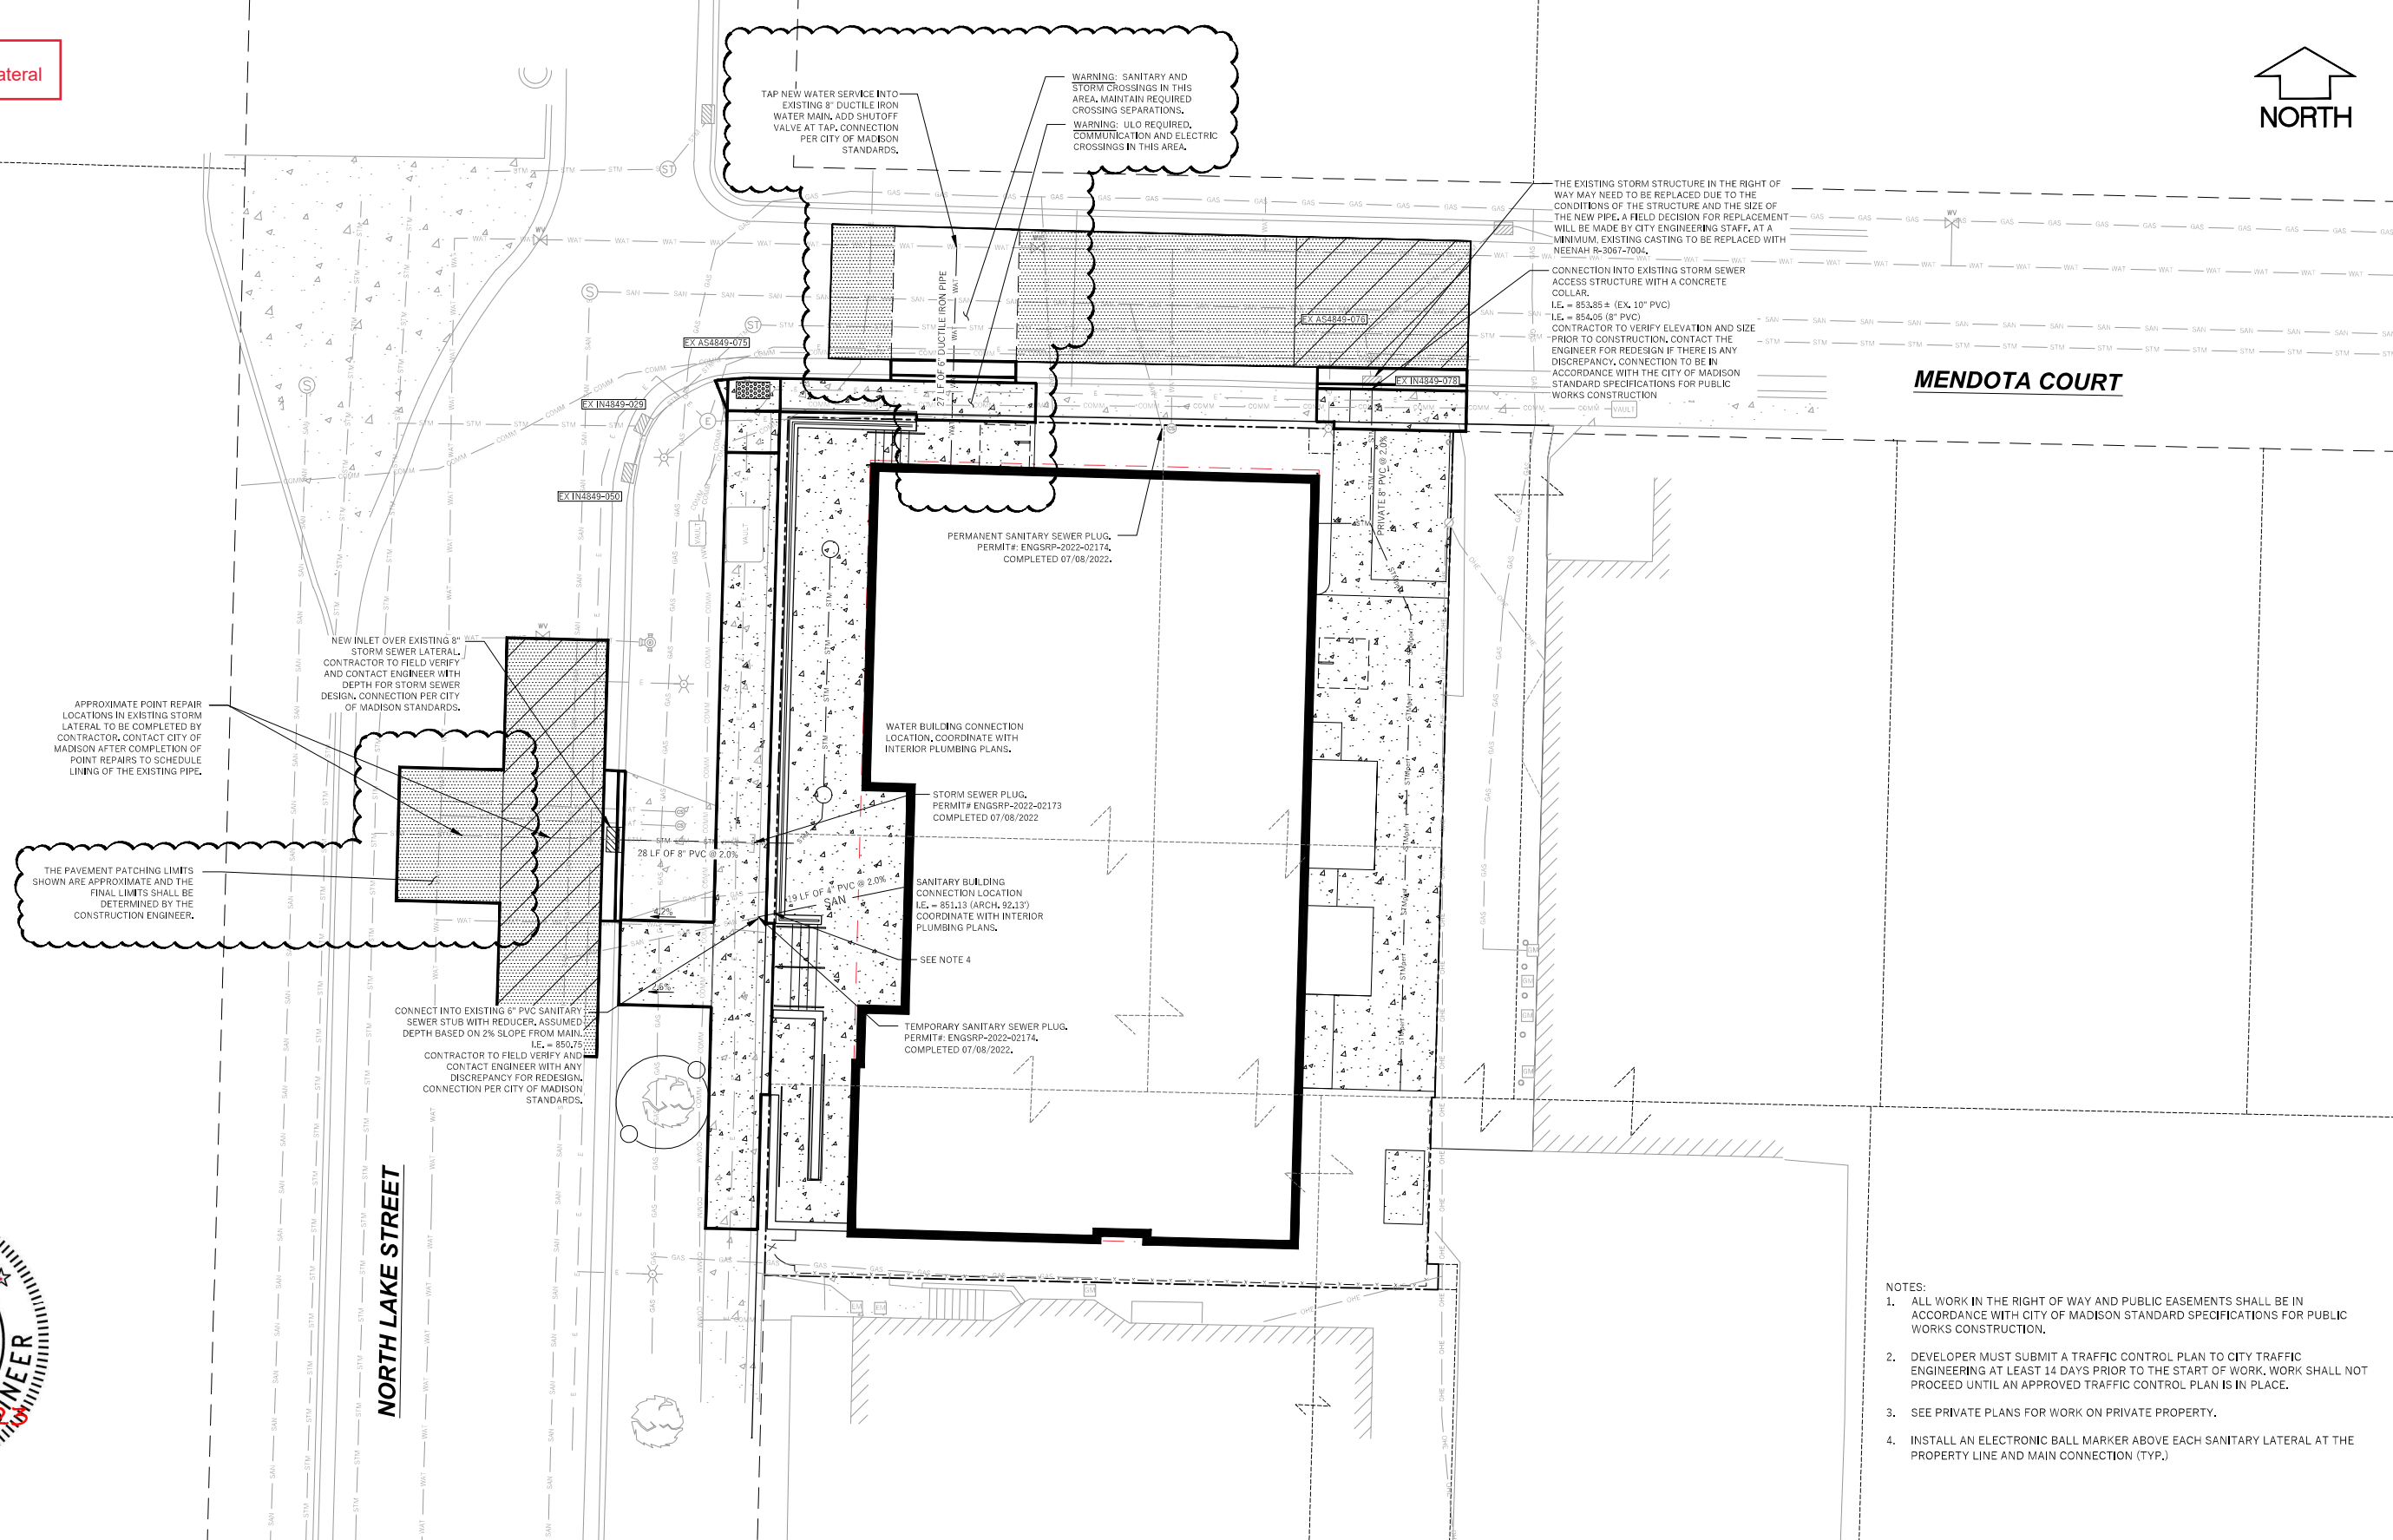 ateral
TAP NEW WATER SERVICE INTO
EXISTING 8" DUCTILE IRON
WATER MAIN. ADD SHUTOFF
VALVE AT TAP. CONNECTION
PER CITY OF MADISON
STANDARDS.
WARNING: SANITARY AND
STORM CROSSINGS IN THIS
AREA. MAINTAIN REQUIRED
CROSSING SEPARATIONS.
WARNING: ULO REQUIRED,
COMMUNICATION AND ELECTRIC
CROSSINGS IN THIS AREA.
NORTH
THE EXISTING STORM STRUCTURE IN THE RIGHT OF
WAY MAY NEED TO BE REPLACED DUE TO THE
CONDITIONS OF THE STRUCTURE AND THE SIZE OF
THE NEW PIPE. A FIELD DECISION FOR REPLACEMENT
WILL BE MADE BY CITY ENGINEERING STAFF. AT A
MINIMUM, EXISTING CASTING TO BE REPLACED WITH
NEENAH R-3067-7004.
CONNECTION INTO EXISTING STORM SEWER
ACCESS STRUCTURE WITH A CONCRETE
COLLAR.
I.E. = 853.85± (EX. 10" PVC)
I.E. = 854.05 (8" PVC)
CONTRACTOR TO VERIFY ELEVATION AND SIZE
PRIOR TO CONSTRUCTION. CONTACT THE
ENGINEER FOR REDESIGN IF THERE IS ANY
DISCREPANCY. CONNECTION TO BE IN
ACCORDANCE WITH THE CITY OF MADISON
STANDARD SPECIFICATIONS FOR PUBLIC
WORKS CONSTRUCTION
MENDOTA COURT
27 LF OF 6" DUCTILE IRON PIPE
EX AS4849-076
EX AS4849-075
EX IN4849-078
EX IN4849-029
EX IN4849-050
VAULT
VAULT
VAULT
PRIVATE 8" PVC @ 2.0%
PERMANENT SANITARY SEWER PLUG.
PERMIT#: ENGSRP-2022-02174.
COMPLETED 07/08/2022.
NEW INLET OVER EXISTING 8"
STORM SEWER LATERAL.
CONTRACTOR TO FIELD VERIFY
AND CONTACT ENGINEER WITH
DEPTH FOR STORM SEWER
DESIGN. CONNECTION PER CITY
OF MADISON STANDARDS.
APPROXIMATE POINT REPAIR
LOCATIONS IN EXISTING STORM
LATERAL TO BE COMPLETED BY
CONTRACTOR. CONTACT CITY OF
MADISON AFTER COMPLETION OF
POINT REPAIRS TO SCHEDULE
LINING OF THE EXISTING PIPE.
WATER BUILDING CONNECTION
LOCATION. COORDINATE WITH
INTERIOR PLUMBING PLANS.
STORM SEWER PLUG.
PERMIT# ENGSRP-2022-02173
COMPLETED 07/08/2022
28 LF OF 8" PVC @ 2.0%
THE PAVEMENT PATCHING LIMITS
SHOWN ARE APPROXIMATE AND THE
FINAL LIMITS SHALL BE
DETERMINED BY THE
CONSTRUCTION ENGINEER.
19 LF OF 4" PVC @ 2.0%
SAN
SANITARY BUILDING
CONNECTION LOCATION
I.E. = 851.13 (ARCH. 92.13')
COORDINATE WITH INTERIOR
PLUMBING PLANS.
SEE NOTE 4
2.6%
CONNECT INTO EXISTING 6" PVC SANITARY
SEWER STUB WITH REDUCER. ASSUMED
DEPTH BASED ON 2% SLOPE FROM MAIN.
I.E. = 850.75
CONTRACTOR TO FIELD VERIFY AND
CONTACT ENGINEER WITH ANY
DISCREPANCY FOR REDESIGN.
CONNECTION PER CITY OF MADISON
STANDARDS.
TEMPORARY SANITARY SEWER PLUG.
PERMIT#: ENGSRP-2022-02174.
COMPLETED 07/08/2022.
NORTH LAKE STREET
NOTES:
1. ALL WORK IN THE RIGHT OF WAY AND PUBLIC EASEMENTS SHALL BE IN
ACCORDANCE WITH CITY OF MADISON STANDARD SPECIFICATIONS FOR PUBLIC
WORKS CONSTRUCTION.
2. DEVELOPER MUST SUBMIT A TRAFFIC CONTROL PLAN TO CITY TRAFFIC
ENGINEERING AT LEAST 14 DAYS PRIOR TO THE START OF WORK. WORK SHALL NOT
PROCEED UNTIL AN APPROVED TRAFFIC CONTROL PLAN IS IN PLACE.
3. SEE PRIVATE PLANS FOR WORK ON PRIVATE PROPERTY.
4. INSTALL AN ELECTRONIC BALL MARKER ABOVE EACH SANITARY LATERAL AT THE
PROPERTY LINE AND MAIN CONNECTION (TYP.)